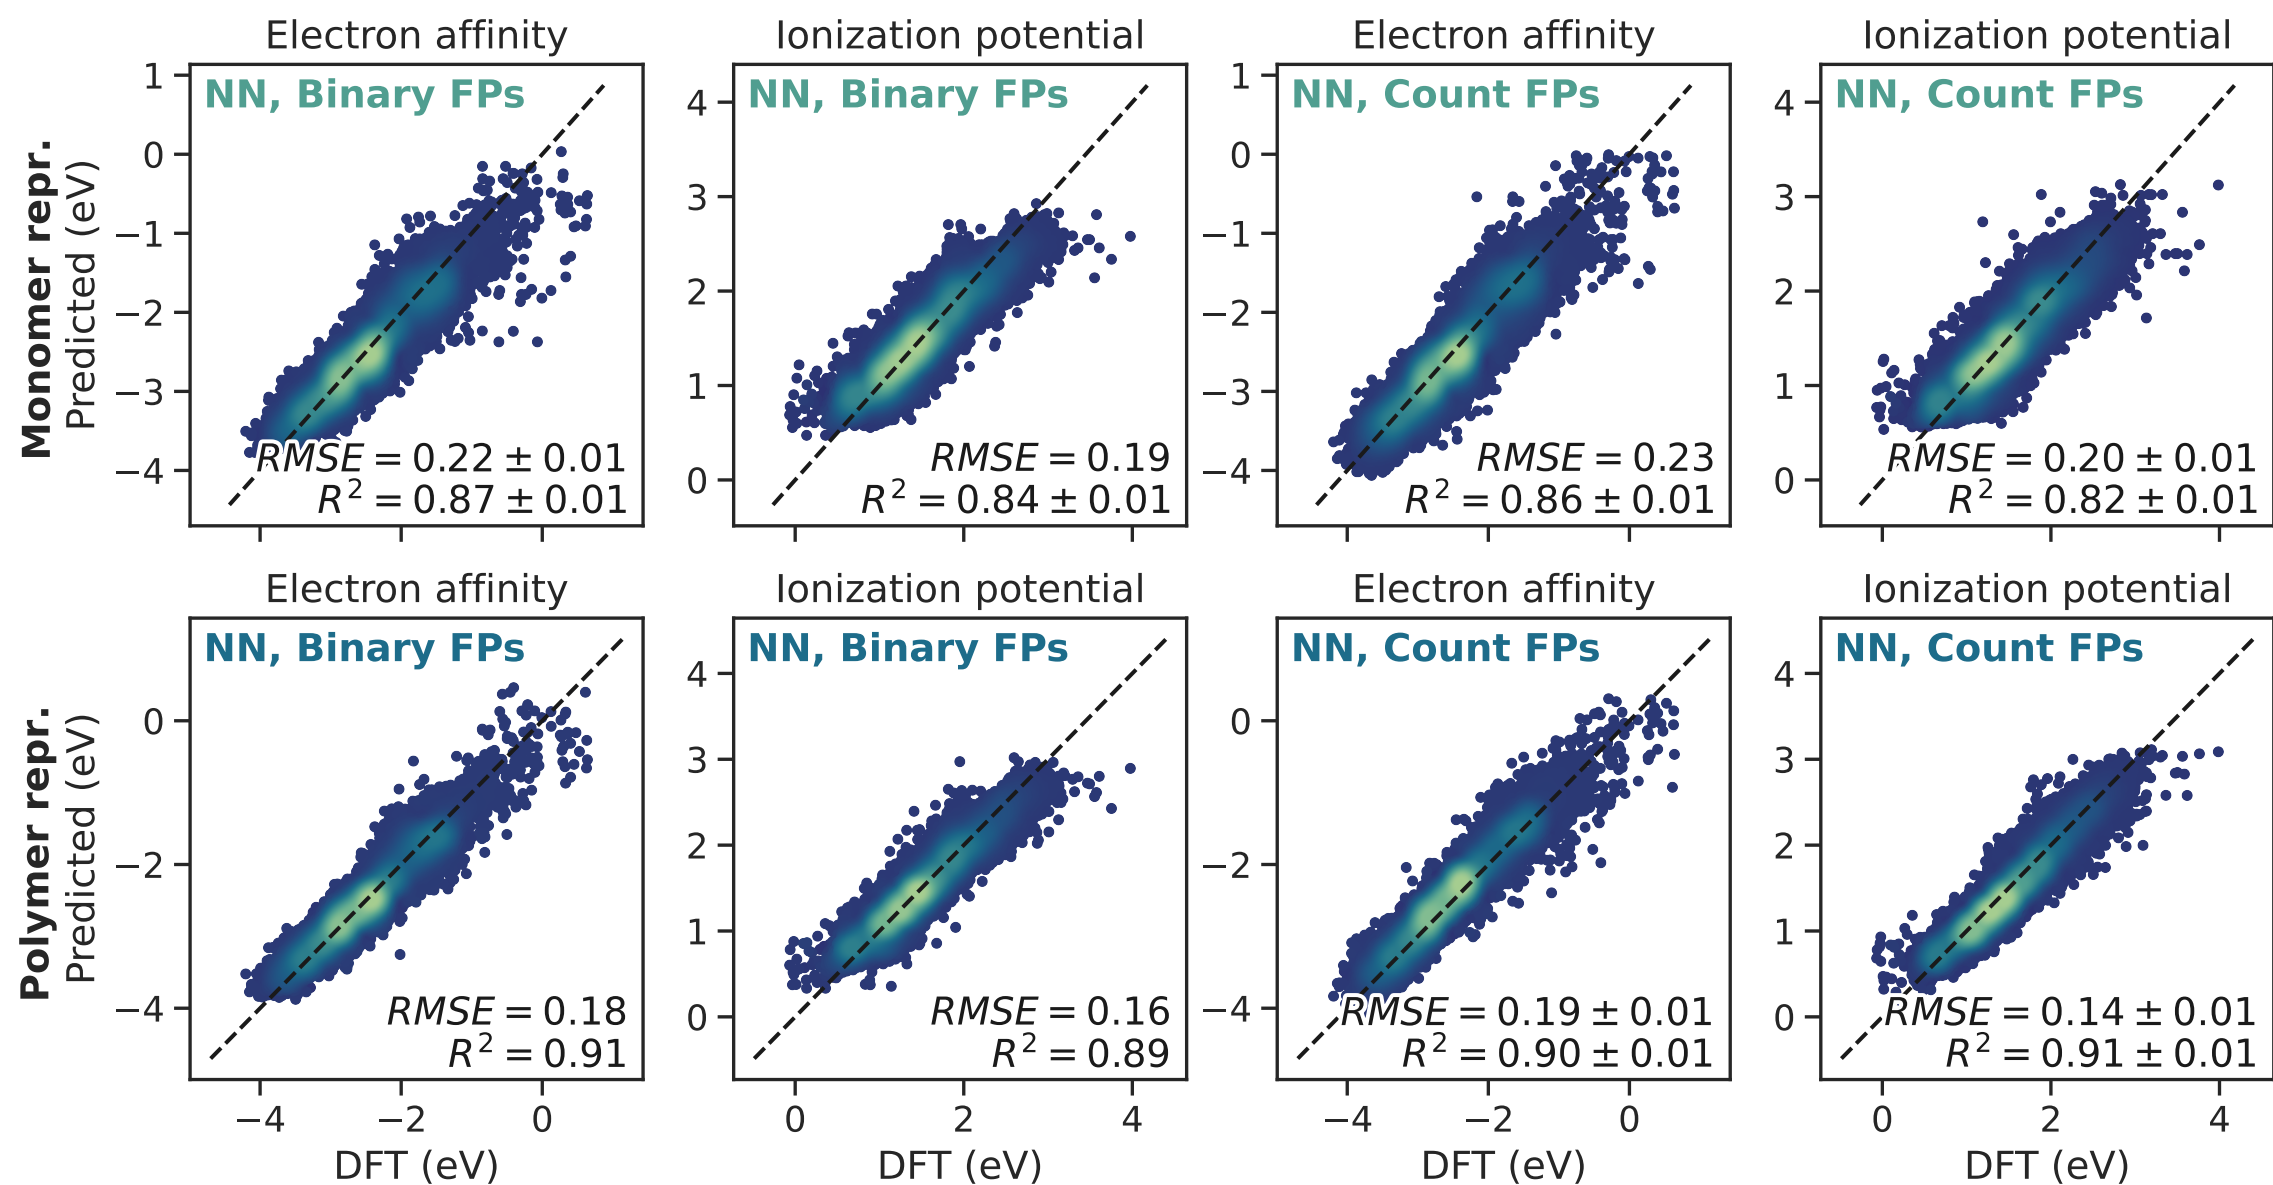 Electron affinity
Ionization potential
Electron affinity
Ionization potential
Monomer repr.
Predicted (eV)
NN, Binary FPs
1
0
−1
−2
−3
−4
RMSE = 0.22 ± 0.01
R² = 0.87 ± 0.01
NN, Binary FPs
4
3
2
1
0
RMSE = 0.19
R² = 0.84 ± 0.01
NN, Count FPs
1
0
−1
−2
−3
−4
RMSE = 0.23
R² = 0.86 ± 0.01
NN, Count FPs
4
3
2
1
0
RMSE = 0.20 ± 0.01
R² = 0.82 ± 0.01
Electron affinity
Ionization potential
Electron affinity
Ionization potential
Polymer repr.
Predicted (eV)
NN, Binary FPs
0
−2
−4
RMSE = 0.18
R² = 0.91
−4 −2 0
DFT (eV)
NN, Binary FPs
4
3
2
1
0
RMSE = 0.16
R² = 0.89
0 2 4
DFT (eV)
NN, Count FPs
0
−2
−4
RMSE = 0.19 ± 0.01
R² = 0.90 ± 0.01
−4 −2 0
DFT (eV)
NN, Count FPs
4
3
2
1
0
RMSE = 0.14 ± 0.01
R² = 0.91 ± 0.01
0 2 4
DFT (eV)